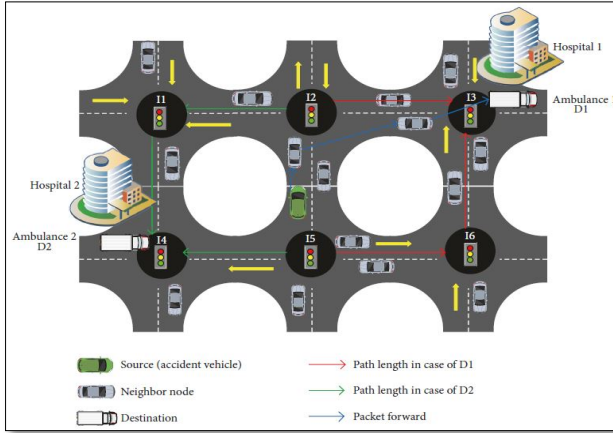 Hospital 1
I1
I2
I3
Ambulance 1
D1
Hospital 2
Ambulance 2
D2
I4
I5
I6
Source (accident vehicle)
Path length in case of D1
Neighbor node
Path length in case of D2
Destination
Packet forward